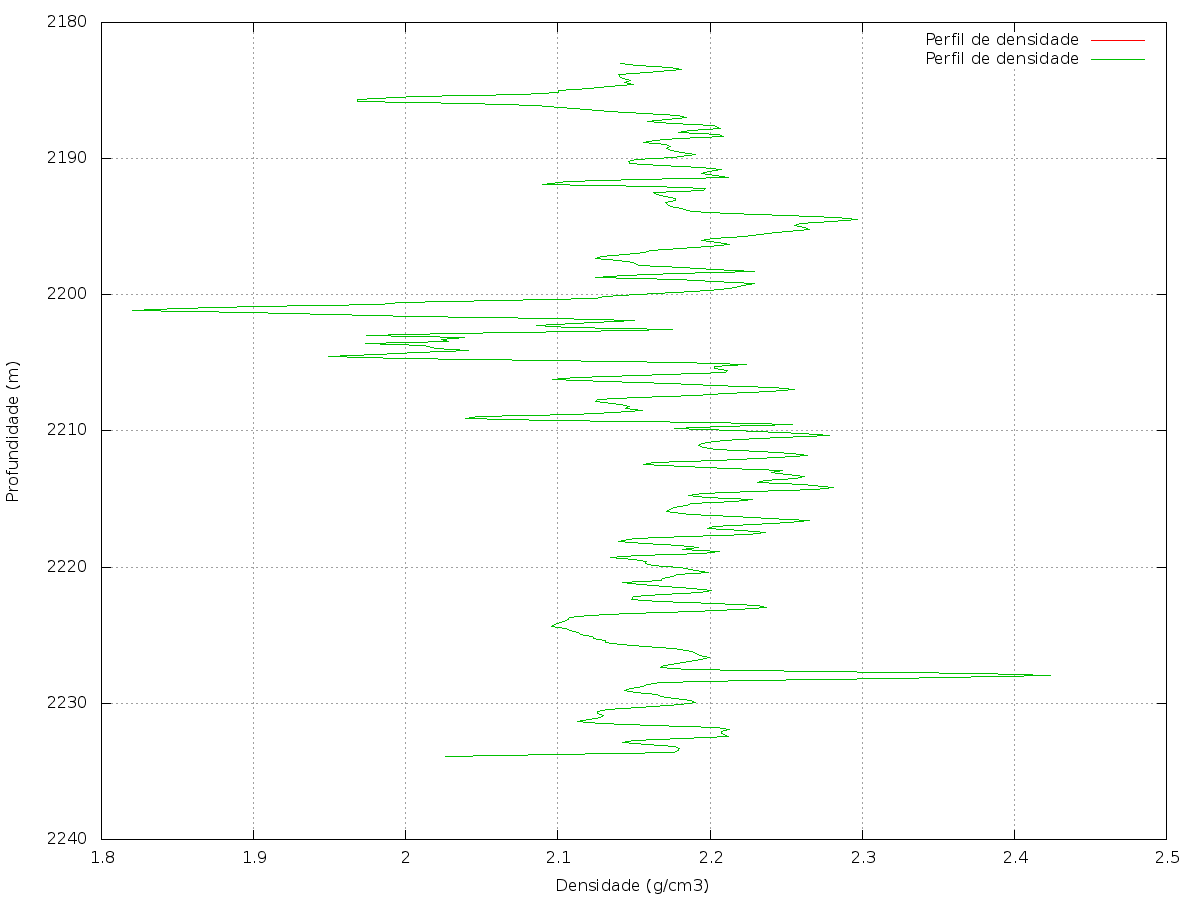 2180
Perfil de densidade
Perfil de densidade
2190
2200
Profundidade (m)
2210
2220
2230
2240
1.8 1.9 2 2.1 2.2 2.3 2.4 2.5
Densidade (g/cm3)